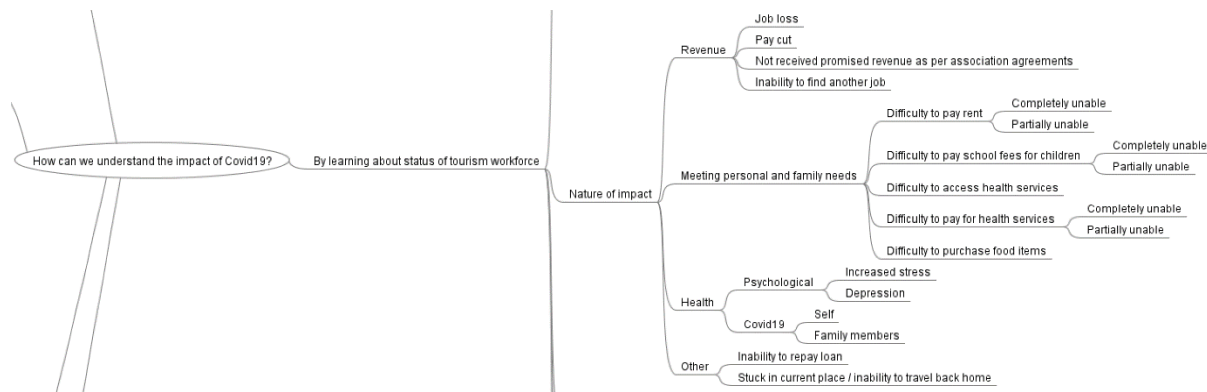 How can we understand the impact of Covid19?
By learning about status of tourism workforce
Nature of impact
Revenue
Job loss
Pay cut
Not received promised revenue as per association agreements
Inability to find another job
Meeting personal and family needs
Difficulty to pay rent
Completely unable
Partially unable
Difficulty to pay school fees for children
Completely unable
Partially unable
Difficulty to access health services
Difficulty to pay for health services
Completely unable
Partially unable
Difficulty to purchase food items
Health
Psychological
Increased stress
Depression
Covid19
Self
Family members
Other
Inability to repay loan
Stuck in current place / inability to travel back home